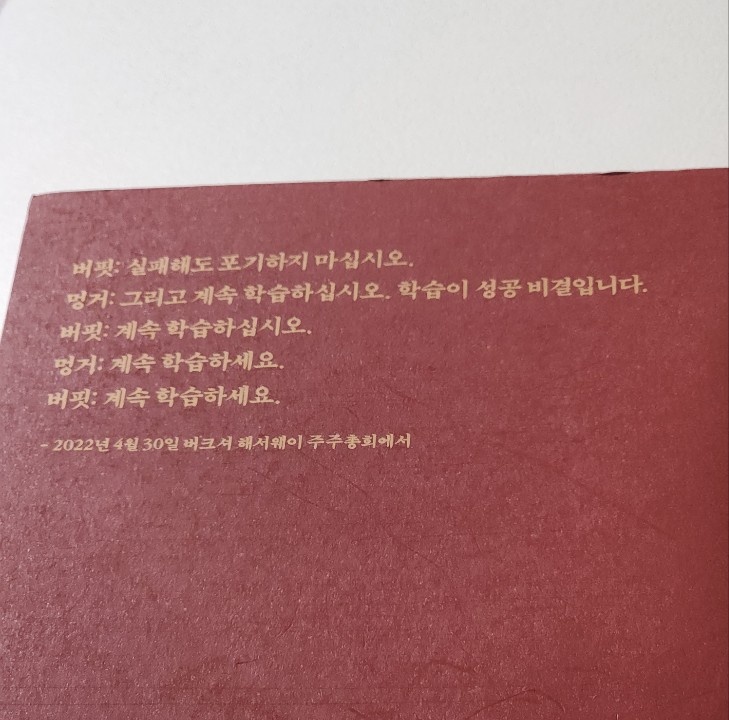 버핏: 실패해도 포기하지 마십시오.
멍거: 그리고 계속 학습하십시오. 학습이 성공 비결입니다.
버핏: 계속 학습하십시오.
멍거: 계속 학습하세요.
버핏: 계속 학습하세요.
- 2022년 4월 30일 버크셔 해서웨이 주주총회에서